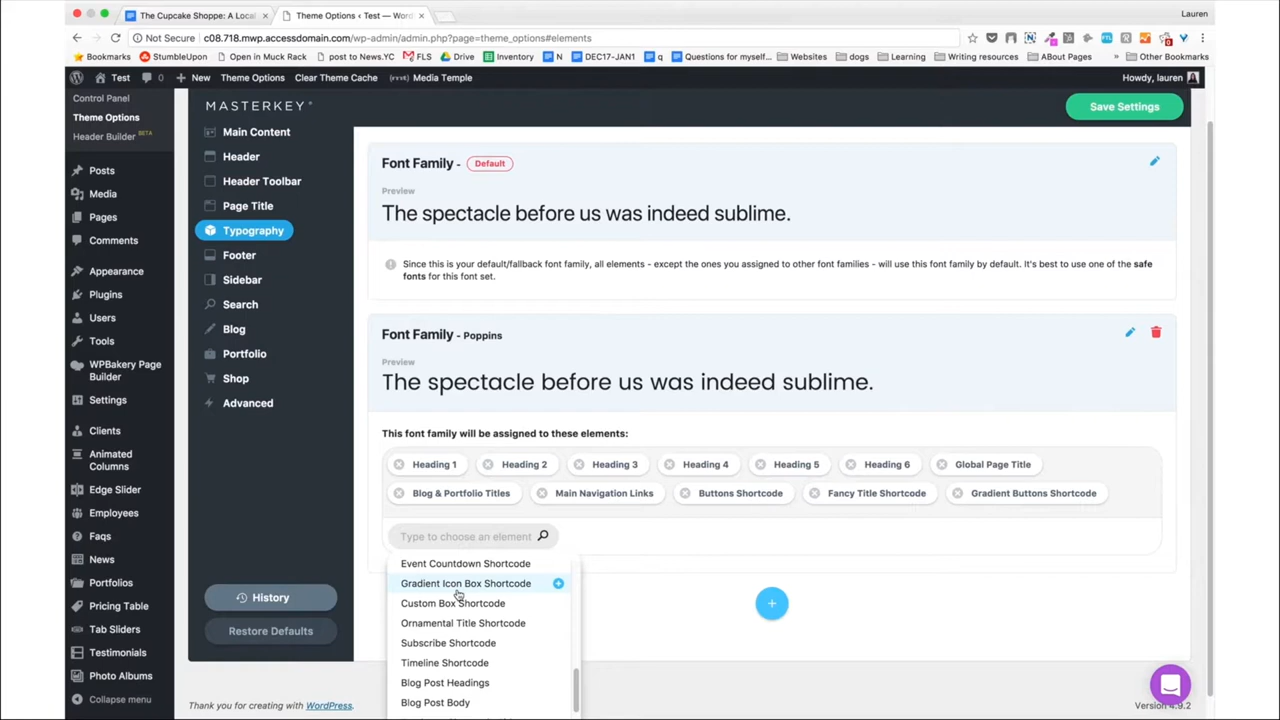 The Cupcake Shoppe: A Local
Theme Options ‹ Test — Wor
Lauren
Not Secure
c08.708.mwp.accessdomain.com/wp-admin/admin.php?page=theme_options#elements
Bookmarks
StumbleUpon
Open in Muck Rack
post to News.YC
FLS
Drive
Inventory
DEC17-JAN1
q
Questions for myself...
Websites
dogs
Learning
Writing resources
ABout Pages
»
Other Bookmarks
Test
0
New
Theme Options
Clear Theme Cache
(mt) Media Temple
Howdy, lauren
Control Panel
Theme Options
Header Builder BETA
Posts
Media
Pages
Comments
Appearance
Plugins
Users
Tools
WPBakery Page
Builder
Settings
Clients
Animated
Columns
Edge Slider
Employees
Faqs
News
Portfolios
Pricing Table
Tab Sliders
Testimonials
Photo Albums
Collapse menu
MASTERKEY
Save Settings
Main Content
Header
Header Toolbar
Page Title
Typography
Footer
Sidebar
Search
Blog
Portfolio
Shop
Advanced
History
Restore Defaults
Font Family - Default
Preview
The spectacle before us was indeed sublime.
Since this is your default/fallback font family, all elements - except the ones you assigned to other font families - will use this font family by default. It's best to use one of the safe
fonts for this font set.
Font Family - Poppins
Preview
The spectacle before us was indeed sublime.
This font family will be assigned to these elements:
Heading 1
Heading 2
Heading 3
Heading 4
Heading 5
Heading 6
Global Page Title
Blog & Portfolio Titles
Main Navigation Links
Buttons Shortcode
Fancy Title Shortcode
Gradient Buttons Shortcode
Type to choose an element
Event Countdown Shortcode
Gradient Icon Box Shortcode
Custom Box Shortcode
Ornamental Title Shortcode
Subscribe Shortcode
Timeline Shortcode
Blog Post Headings
Blog Post Body
Thank you for creating with WordPress.
Version 4.9.2